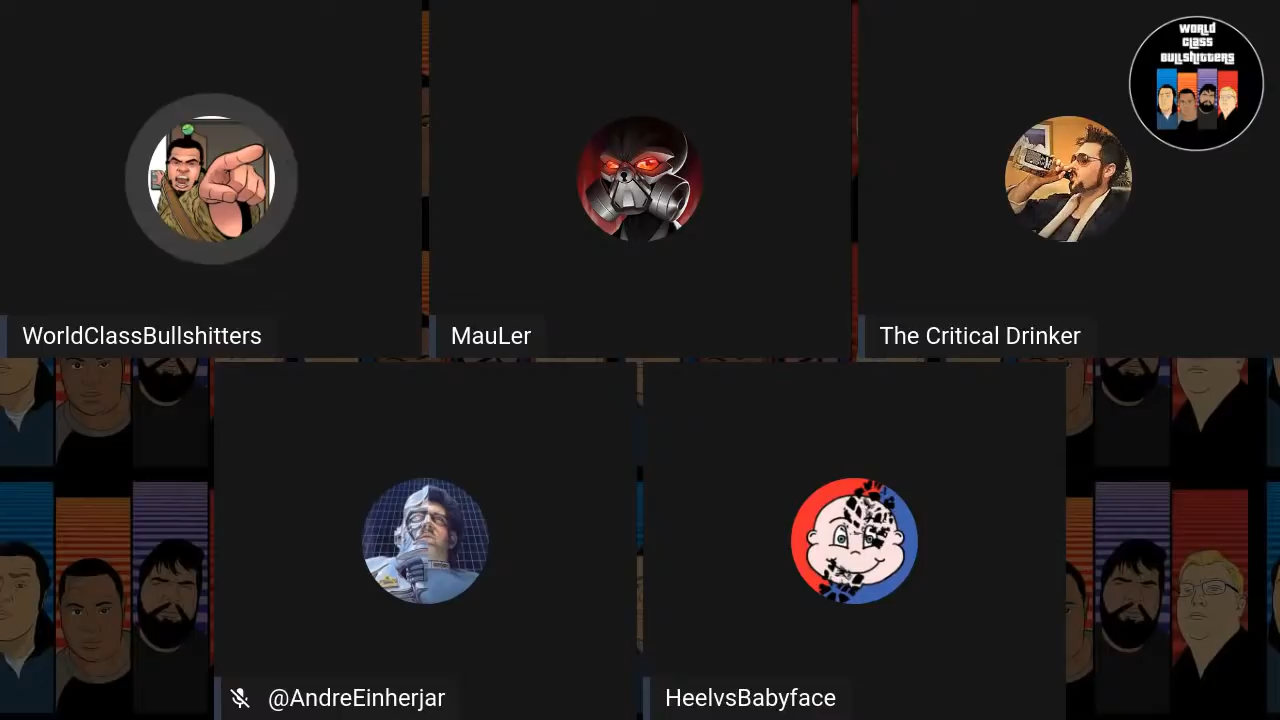 WORLD
CLASS
BULLSHITTERS
WorldClassBullshitters
MauLer
The Critical Drinker
@AndreEinherjar
HeelvsBabyface